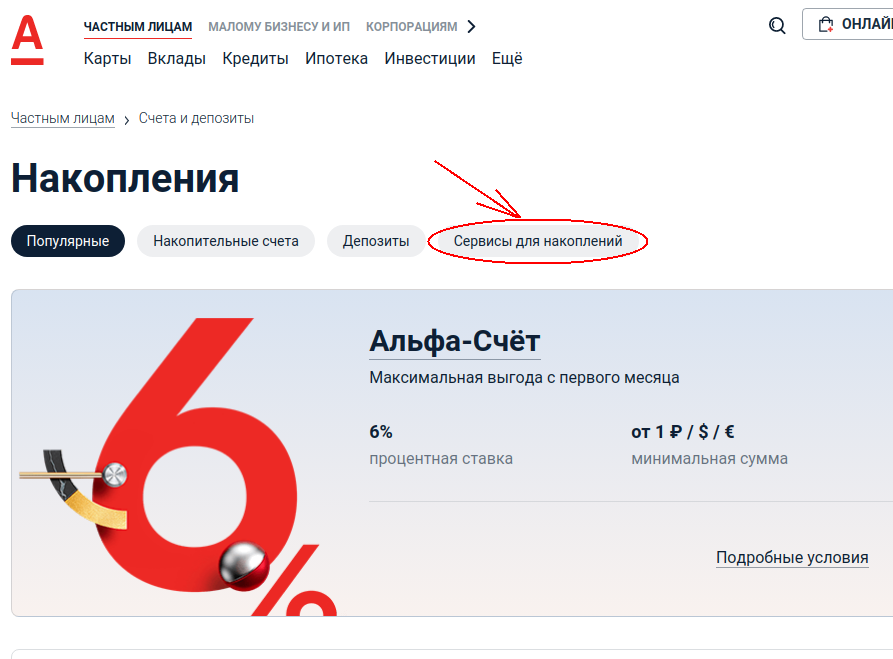 А
ЧАСТНЫМ ЛИЦАМ МАЛОМУ БИЗНЕСУ И ИП КОРПОРАЦИЯМ
ОНЛАЙ
Карты Вклады Кредиты Ипотека Инвестиции Ещё
Частным лицам Счета и депозиты
Накопления
Популярные Накопительные счета Депозиты Сервисы для накоплений
6%
Альфа-Счёт
Максимальная выгода с первого месяца
6% от 1 ₽ / $ / €
процентная ставка минимальная сумма
Подробные условия